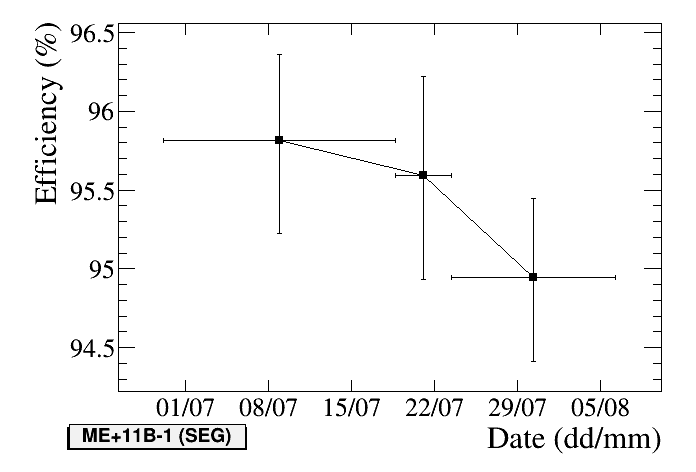 Efficiency (%)
96.5
96
95.5
95
94.5
01/07 08/07 15/07 22/07 29/07 05/08
ME+11B-1 (SEG)
Date (dd/mm)